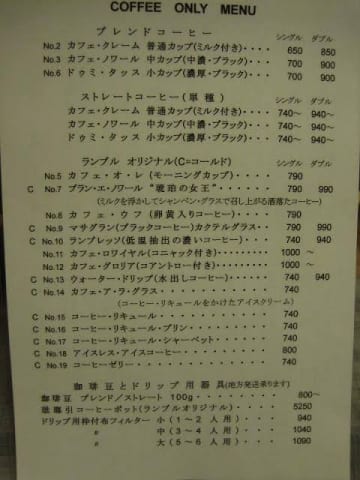 COFFEE ONLY MENU
ブレンドコーヒー シングル ダブル
No.2 カフェ・クレーム 普通カップ(ミルク付き)・・・・ 650 850
No.3 カフェ・ノワール 中カップ(中濃・ブラック)・・・・ 700 900
No.6 ドゥミ・タッス 小カップ(濃厚・ブラック)・・・・ 700 900
ストレートコーヒー(単種) シングル ダブル
カフェ・クレーム 普通カップ(ミルク付き)・・・・ 740～ 940～
カフェ・ノワール 中カップ(中濃・ブラック)・・・・ 740～ 940～
ドゥミ・タッス 小カップ(濃厚・ブラック)・・・・ 740～ 940～
ランブル オリジナル(C=コールド) シングル ダブル
No.5 カフェ・オ・レ (モーニングカップ)・・・・・ 790
C No.7 ブラン・エ・ノワール "琥珀の女王"・・・・・・ 790 990
(ミルクを浮かしてシャンペン・グラスで召し上がる洒落たコーヒー)
No.8 カフェ・ウフ (卵黄入りコーヒー)・・・・・ 790
C No.9 マサグラン(ブラックコーヒー)カクテルグラス・・ 790 990
C No.10 ランブレッソ(低温抽出の濃いコーヒー)・・・ 740 940
No.11 カフェ・ロワイヤル(コニャック付き)・・・・ 1000 ～
No.12 カフェ・グロリア(コアントロー付き)・・・・ 1000 ～
C No.13 ウォーター・ドリップ(水出しコーヒー)・・・・ 740 940
C No.14 カフェ・ア・ラ・グラス・・・・・・・・・ 740
(コーヒー・リキュールをかけたアイスクリーム)
C No.15 コーヒー・リキュール・・・・・・・・・ 740
C No.16 コーヒー・リキュール・プリン・・・・・・ 740
C No.17 コーヒー・リキュール・シャーベット・・・・ 740
C No.18 アイスレス・アイスコーヒー・・・・・・・ 800
C No.19 コーヒーゼリー・・・・・・・・・・・・ 740
珈琲豆とドリップ用器具(地方発送承ります)
珈琲豆 ブレンド/ストレート 100g・・・・・・・・・ 800～
琺瑯引コーヒーポット(ランブルオリジナル)・・・・・ 5250
ドリップ用枠付布フィルター 小(1～2人用)・・・・ 940
〃 中(3～4人用)・・・・ 1040
〃 大(5～6人用)・・・・ 1090